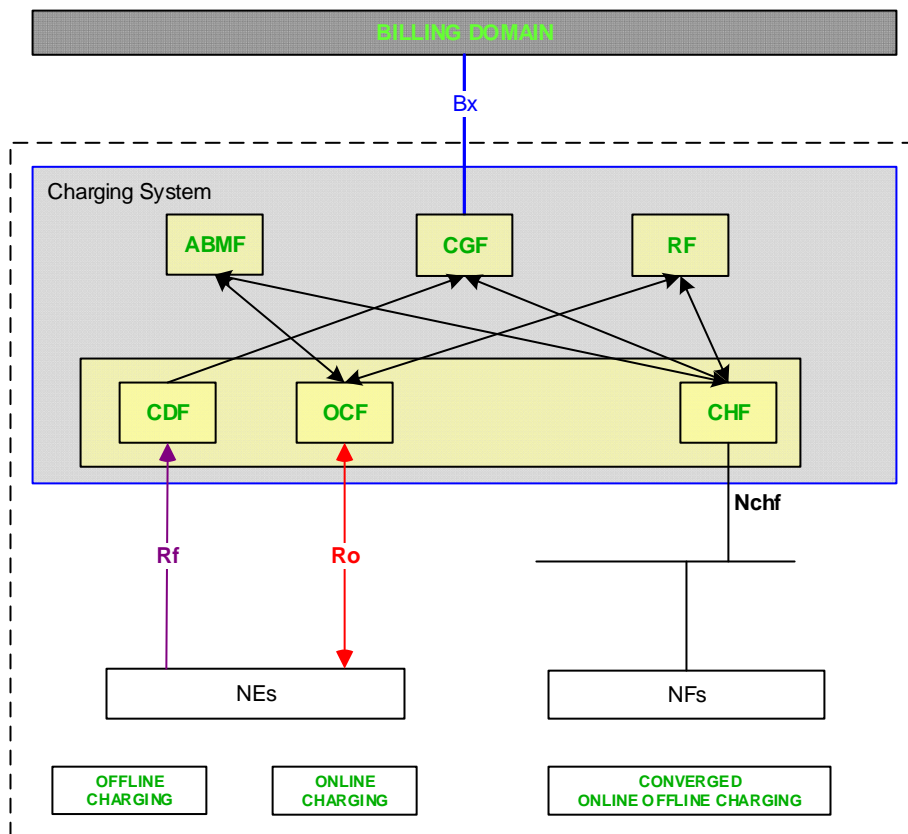 BILLING DOMAIN
Bx
Charging System
ABMF
CGF
RF
CDF
OCF
CHF
Nchf
Rf
Ro
NEs
NFs
OFFLINE
CHARGING
ONLINE
CHARGING
CONVERGED
ONLINE OFFLINE CHARGING